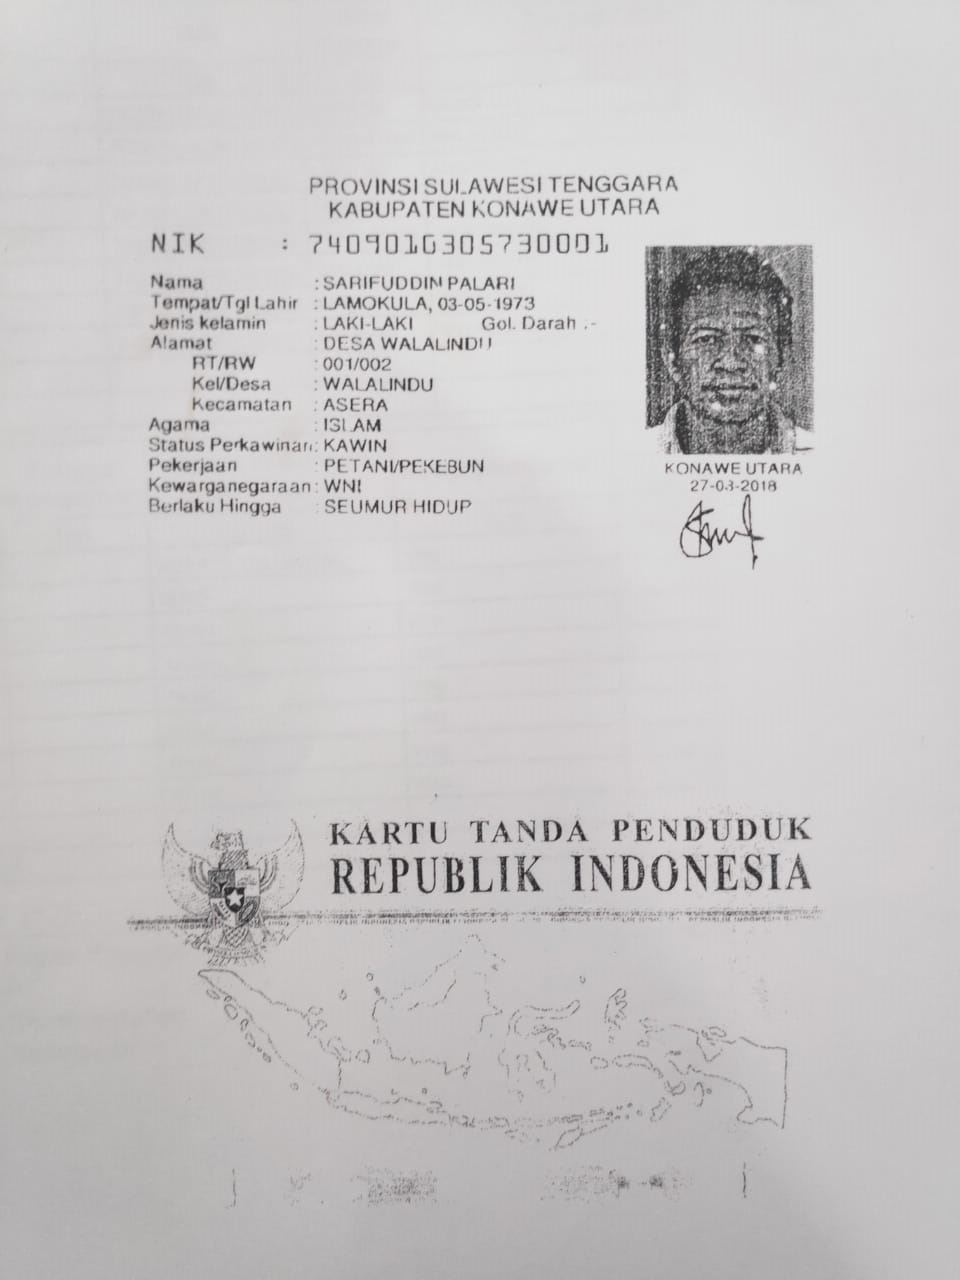 PROVINSI SULAWESI TENGGARA
KABUPATEN KONAWE UTARA
NIK : 7409010305730001
Nama : SARIFUDDIN PALARI
Tempat/Tgl Lahir : LAMOKULA, 03-05-1973
Jenis kelamin : LAKI-LAKI Gol. Darah :-
Alamat : DESA WALALINDU
RT/RW : 001/002
Kel/Desa : WALALINDU
Kecamatan : ASERA
Agama : ISLAM
Status Perkawinan: KAWIN
Pekerjaan : PETANI/PEKEBUN
Kewarganegaraan: WNI
Berlaku Hingga : SEUMUR HIDUP
KONAWE UTARA
27-03-2018
KARTU TANDA PENDUDUK
REPUBLIK INDONESIA